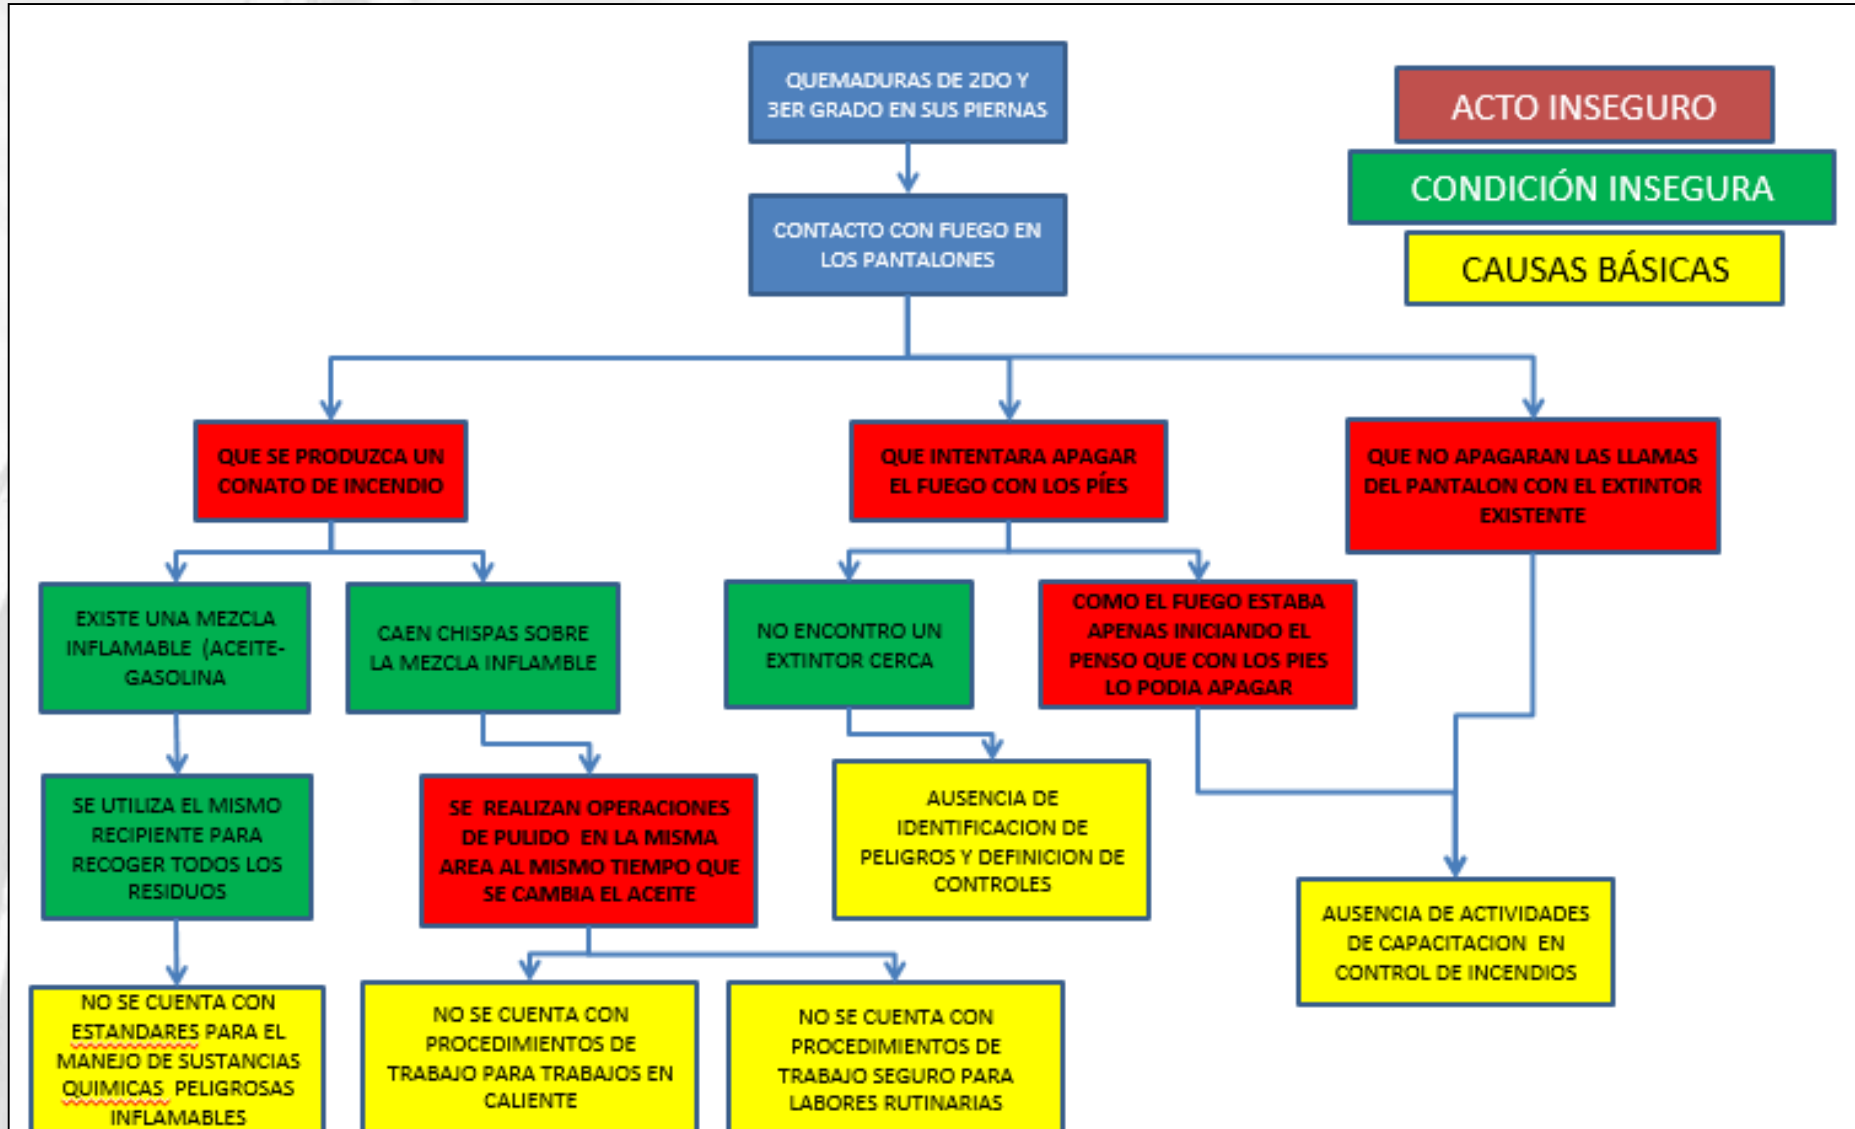 QUEMADURAS DE 2DO Y
3ER GRADO EN SUS PIERNAS
ACTO INSEGURO
CONDICIÓN INSEGURA
CAUSAS BÁSICAS
CONTACTO CON FUEGO EN
LOS PANTALONES
QUE SE PRODUZCA UN
CONATO DE INCENDIO
QUE INTENTARA APAGAR
EL FUEGO CON LOS PÍES
QUE NO APAGARAN LAS LLAMAS
DEL PANTALON CON EL EXTINTOR
EXISTENTE
EXISTE UNA MEZCLA
INFLAMABLE (ACEITE-
GASOLINA
CAEN CHISPAS SOBRE
LA MEZCLA INFLAMBLE
NO ENCONTRO UN
EXTINTOR CERCA
COMO EL FUEGO ESTABA
APENAS INICIANDO EL
PENSO QUE CON LOS PIES
LO PODIA APAGAR
SE UTILIZA EL MISMO
RECIPIENTE PARA
RECOGER TODOS LOS
RESIDUOS
SE REALIZAN OPERACIONES
DE PULIDO EN LA MISMA
AREA AL MISMO TIEMPO QUE
SE CAMBIA EL ACEITE
AUSENCIA DE
IDENTIFICACION DE
PELIGROS Y DEFINICION DE
CONTROLES
AUSENCIA DE ACTIVIDADES
DE CAPACITACION EN
CONTROL DE INCENDIOS
NO SE CUENTA CON
ESTANDARES PARA EL
MANEJO DE SUSTANCIAS
QUIMICAS PELIGROSAS
INFLAMABLES
NO SE CUENTA CON
PROCEDIMIENTOS DE
TRABAJO PARA TRABAJOS EN
CALIENTE
NO SE CUENTA CON
PROCEDIMIENTOS DE
TRABAJO SEGURO PARA
LABORES RUTINARIAS